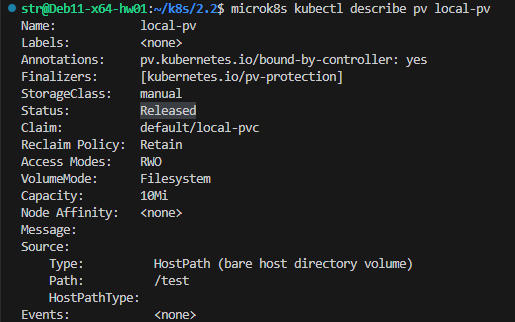 str@Deb11-x64-hw01:~/k8s/2.2$ microk8s kubectl describe pv local-pv
Name:            local-pv
Labels:          <none>
Annotations:     pv.kubernetes.io/bound-by-controller: yes
Finalizers:      [kubernetes.io/pv-protection]
StorageClass:    manual
Status:          Released
Claim:           default/local-pvc
Reclaim Policy:  Retain
Access Modes:    RWO
VolumeMode:      Filesystem
Capacity:        10Mi
Node Affinity:   <none>
Message:
Source:
    Type:          HostPath (bare host directory volume)
    Path:          /test
    HostPathType:
Events:            <none>